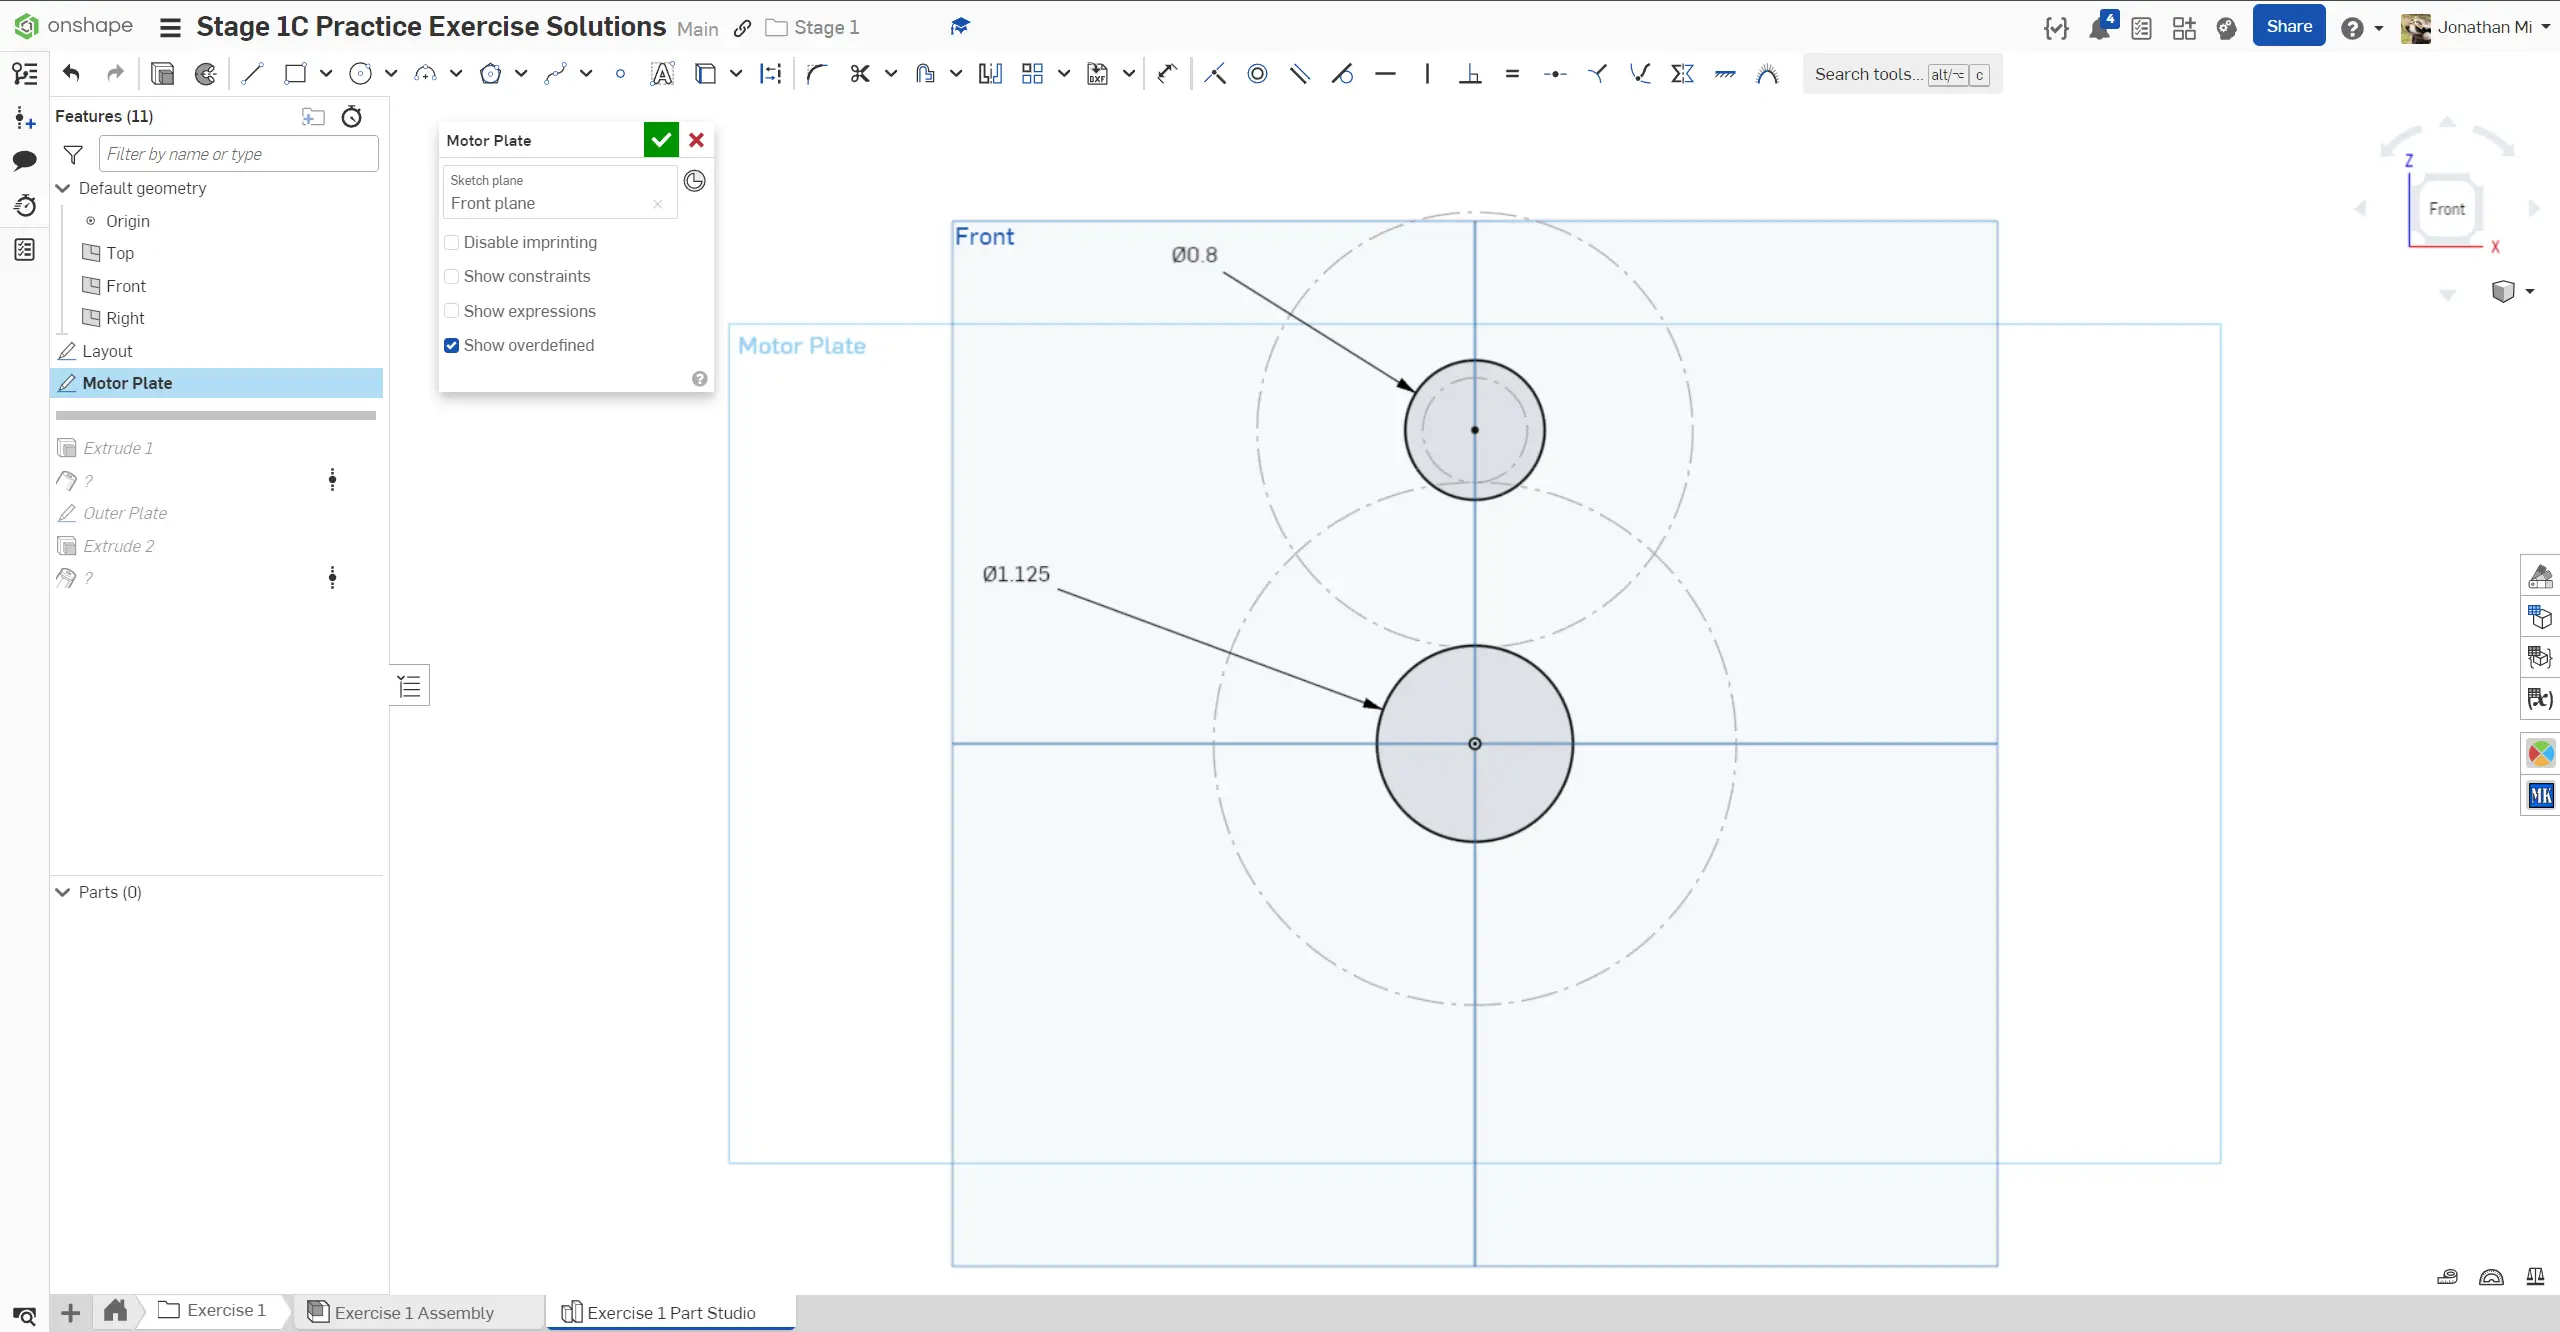 onshape
Stage 1C Practice Exercise Solutions
Main
Stage 1
4
Share
Jonathan Mi
DXF
Search tools... alt/⌥ c
Features (11)
Filter by name or type
Default geometry
Origin
Top
Front
Right
Layout
Motor Plate
Extrude 1
?
Outer Plate
Extrude 2
?
Parts (0)
Motor Plate
Sketch plane
Front plane
Disable imprinting
Show constraints
Show expressions
Show overdefined
Front
Motor Plate
Ø0.8
Ø1.125
Z
Front
X
(x)
MK
Exercise 1
Exercise 1 Assembly
Exercise 1 Part Studio